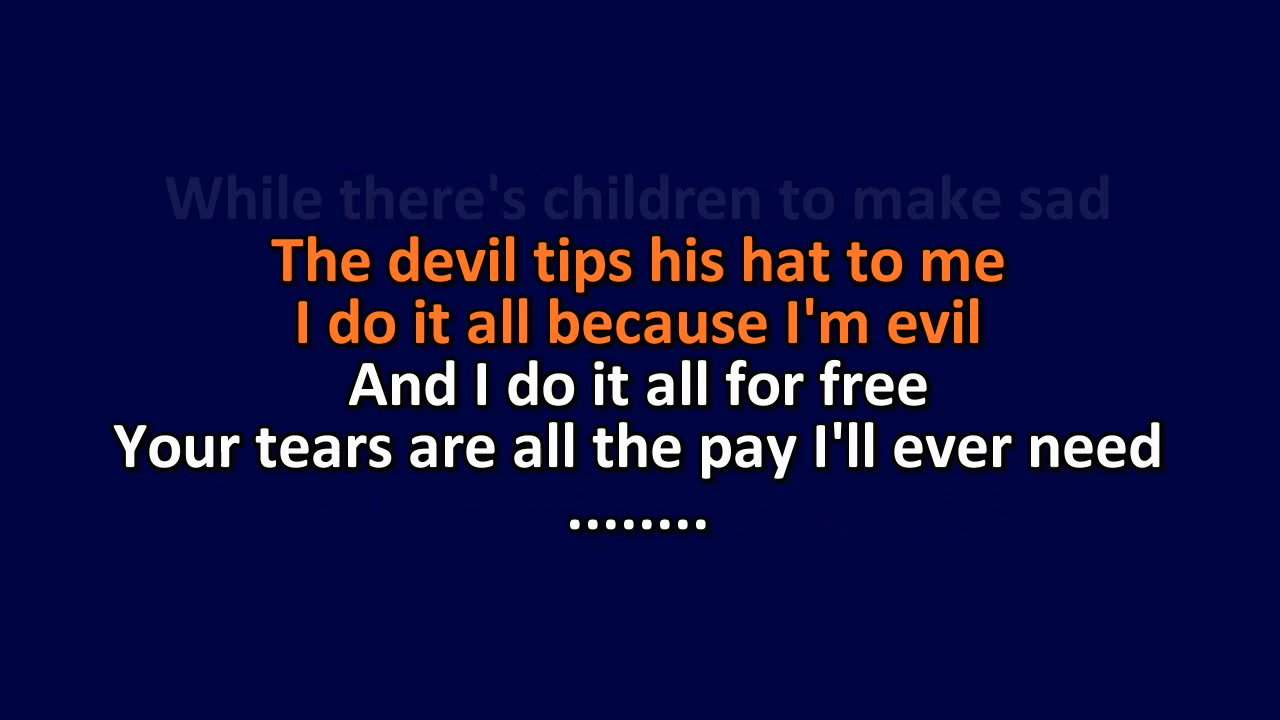 While there's children to make sad
The devil tips his hat to me
I do it all because I'm evil
And I do it all for free
Your tears are all the pay I'll ever need
........